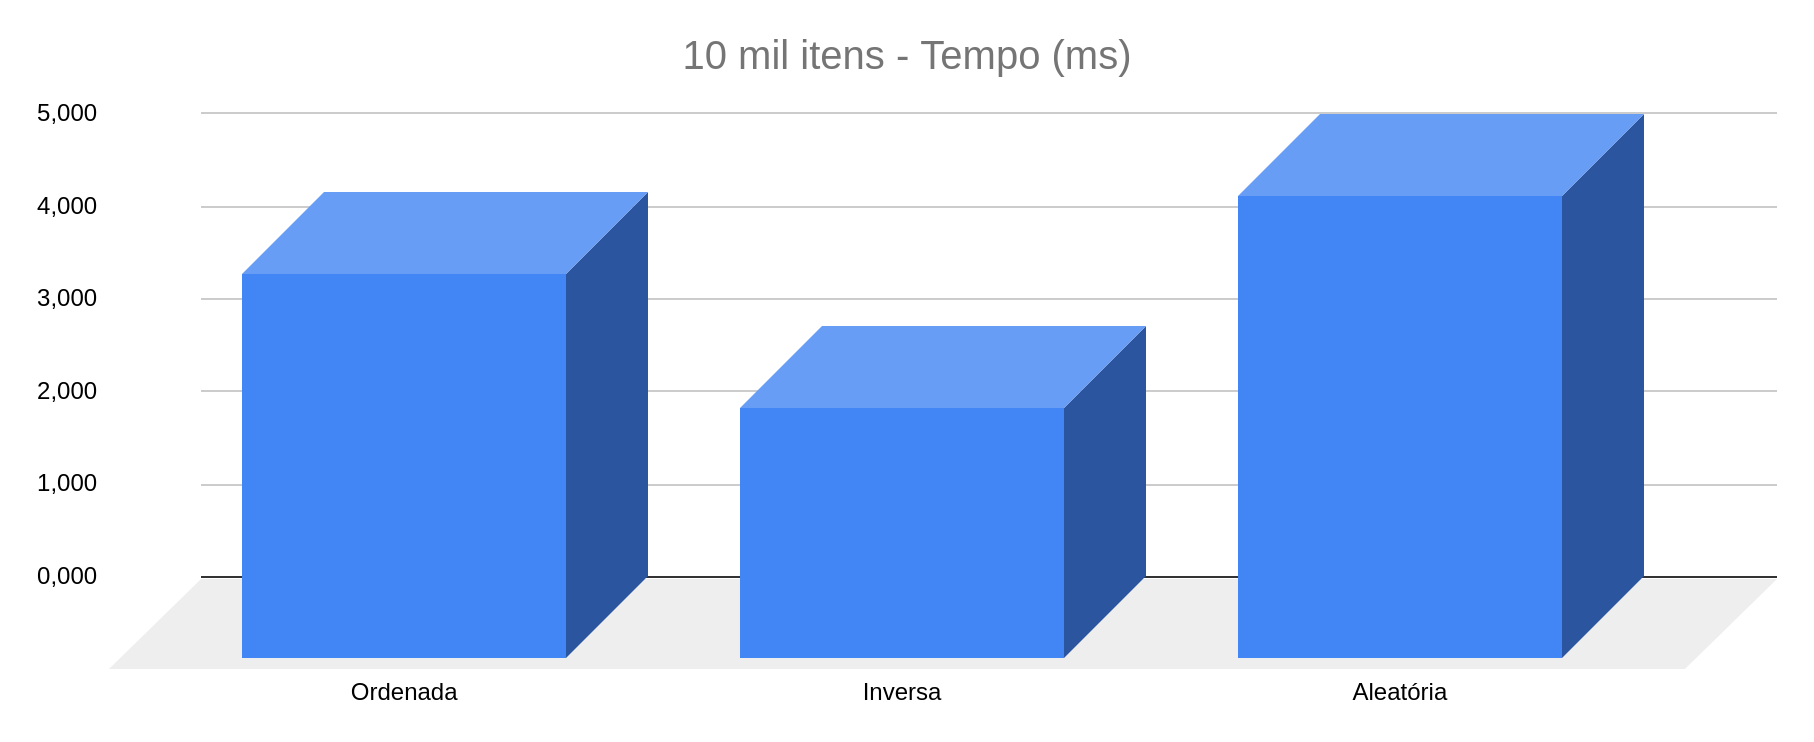 10 mil itens - Tempo (ms)
5,000
4,000
3,000
2,000
1,000
0,000
Ordenada
Inversa
Aleatória